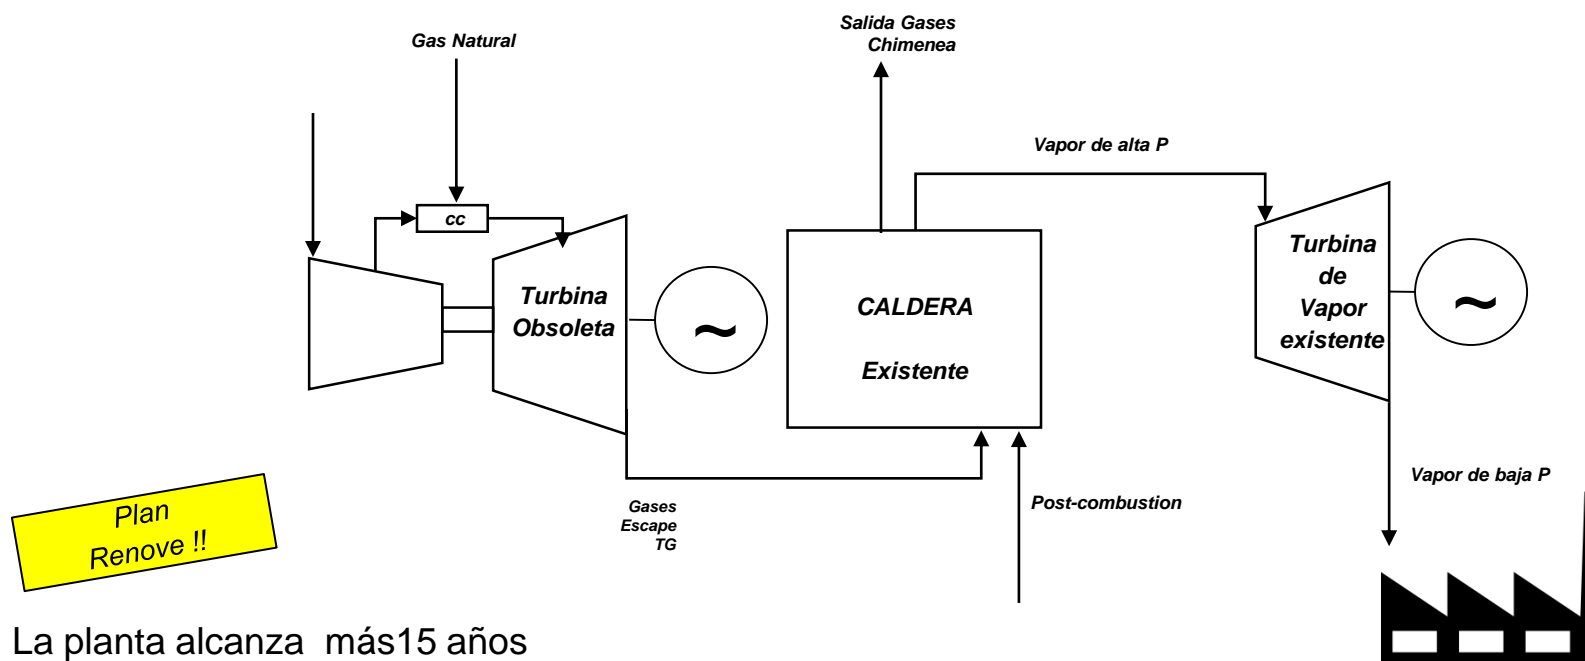 Gas Natural
Salida Gases
Chimenea
Vapor de alta P
cc
Turbina
Obsoleta
~
CALDERA
Existente
Turbina
de
Vapor
existente
~
Gases
Escape
TG
Post-combustion
Vapor de baja P
Plan
Renove !!
La planta alcanza  más15 años